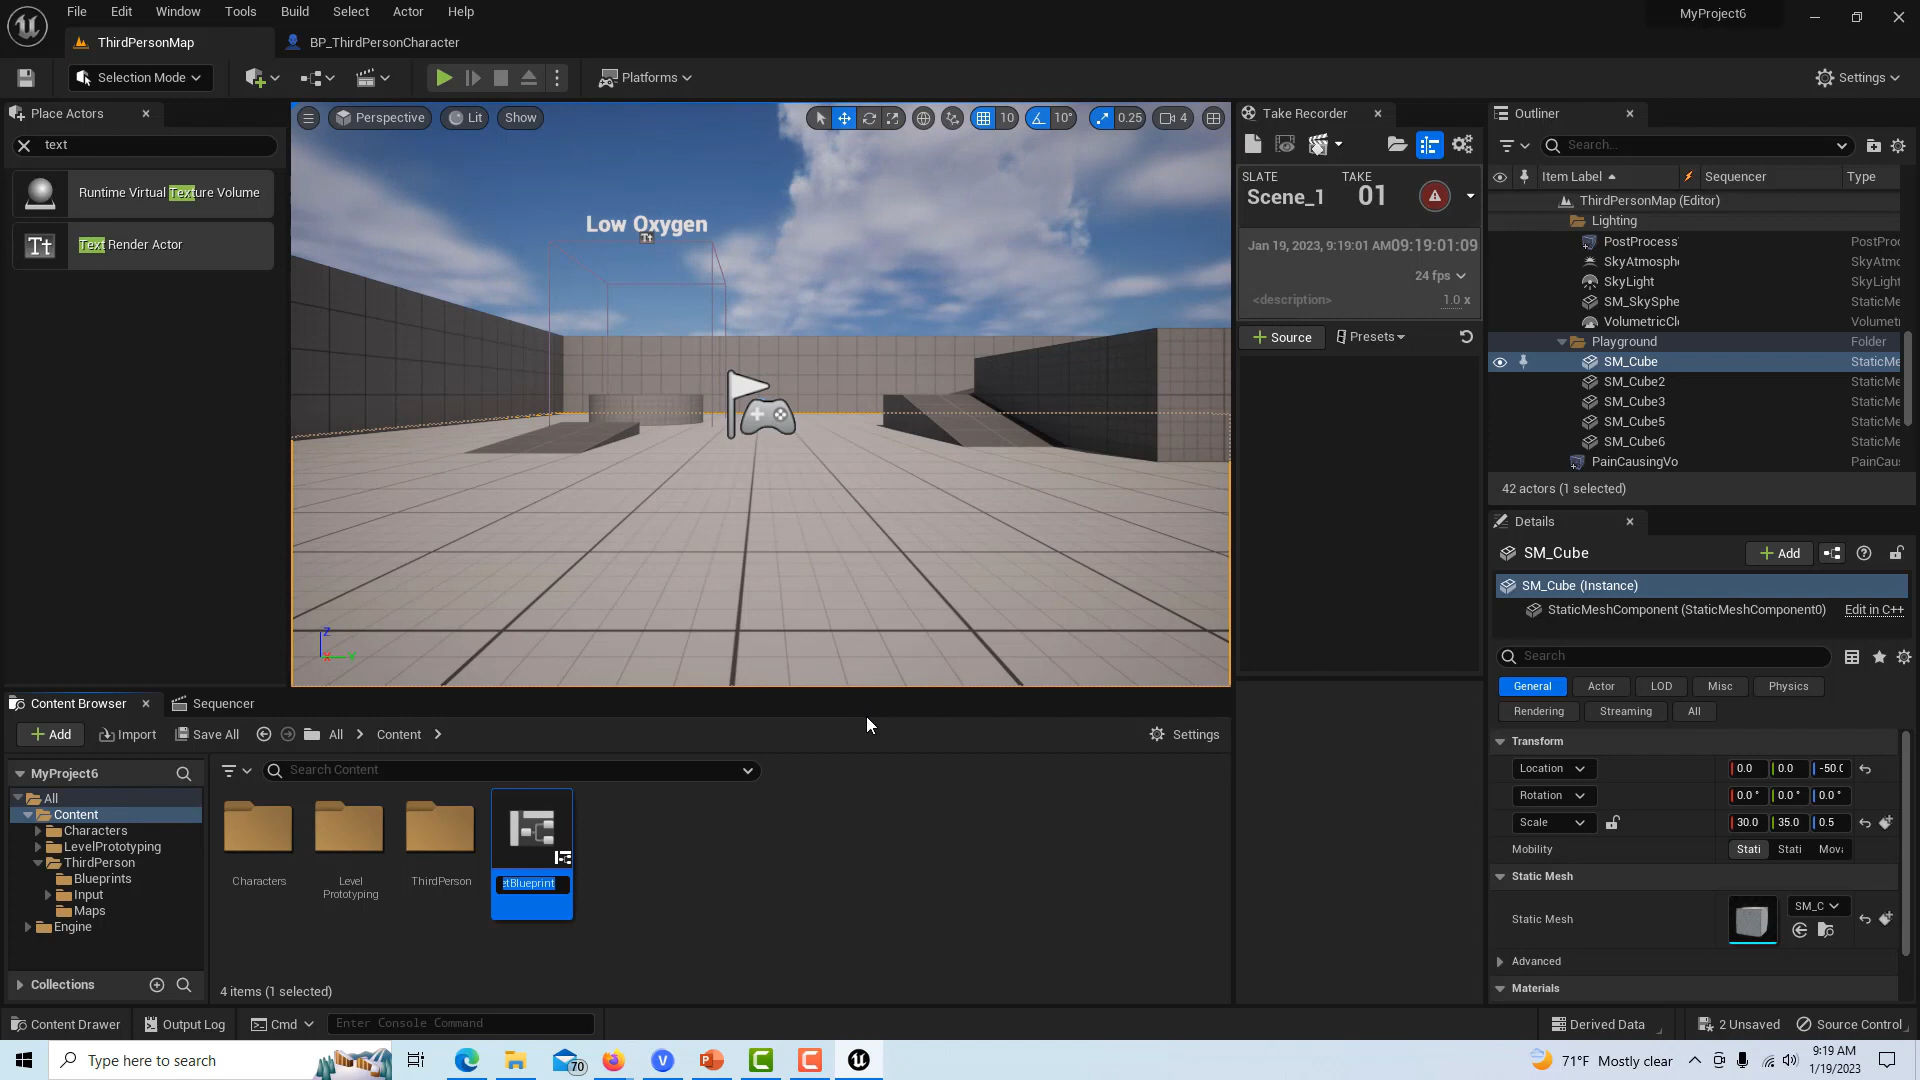 File Edit Window Tools Build Select Actor Help
MyProject6
ThirdPersonMap
BP_ThirdPersonCharacter
Selection Mode
Platforms
Settings
Place Actors
text
Runtime Virtual Texture Volume
Tt Text Render Actor
Perspective Lit Show
10 10° 0.25 4
Low Oxygen
Tt
Z
X Y
Take Recorder
SLATE TAKE
Scene_1 01
Jan 19, 2023, 9:19:01 AM 09:19:01:09
24 fps
<description> 1.0 x
Source Presets
Outliner
Search...
Item Label Sequencer Type
ThirdPersonMap (Editor)
Lighting
PostProcess PostProc
SkyAtmosph SkyAtmo
SkyLight SkyLight
SM_SkySphe StaticMe
VolumetricCl Volumet
Playground Folder
SM_Cube StaticMe
SM_Cube2 StaticMe
SM_Cube3 StaticMe
SM_Cube5 StaticMe
SM_Cube6 StaticMe
PainCausingVo PainCau
42 actors (1 selected)
Details
SM_Cube
Add
SM_Cube (Instance)
StaticMeshComponent (StaticMeshComponent0) Edit in C++
Search
General Actor LOD Misc Physics
Rendering Streaming All
Transform
Location 0.0 0.0 -50.0
Rotation 0.0 ° 0.0 ° 0.0 °
Scale 30.0 35.0 0.5
Mobility Stati Stati Mov
Static Mesh
Static Mesh SM_C
Advanced
Materials
Content Browser
Sequencer
Add Import Save All All Content Settings
MyProject6
Search Content
All
Content
Characters
LevelPrototyping
ThirdPerson
Blueprints
Input
Maps
Engine
Collections
Characters
Level Prototyping
ThirdPerson
etBlueprint
4 items (1 selected)
Content Drawer Output Log Cmd Enter Console Command
Derived Data 2 Unsaved Source Control
Type here to search
70
71°F Mostly clear
9:19 AM
1/19/2023